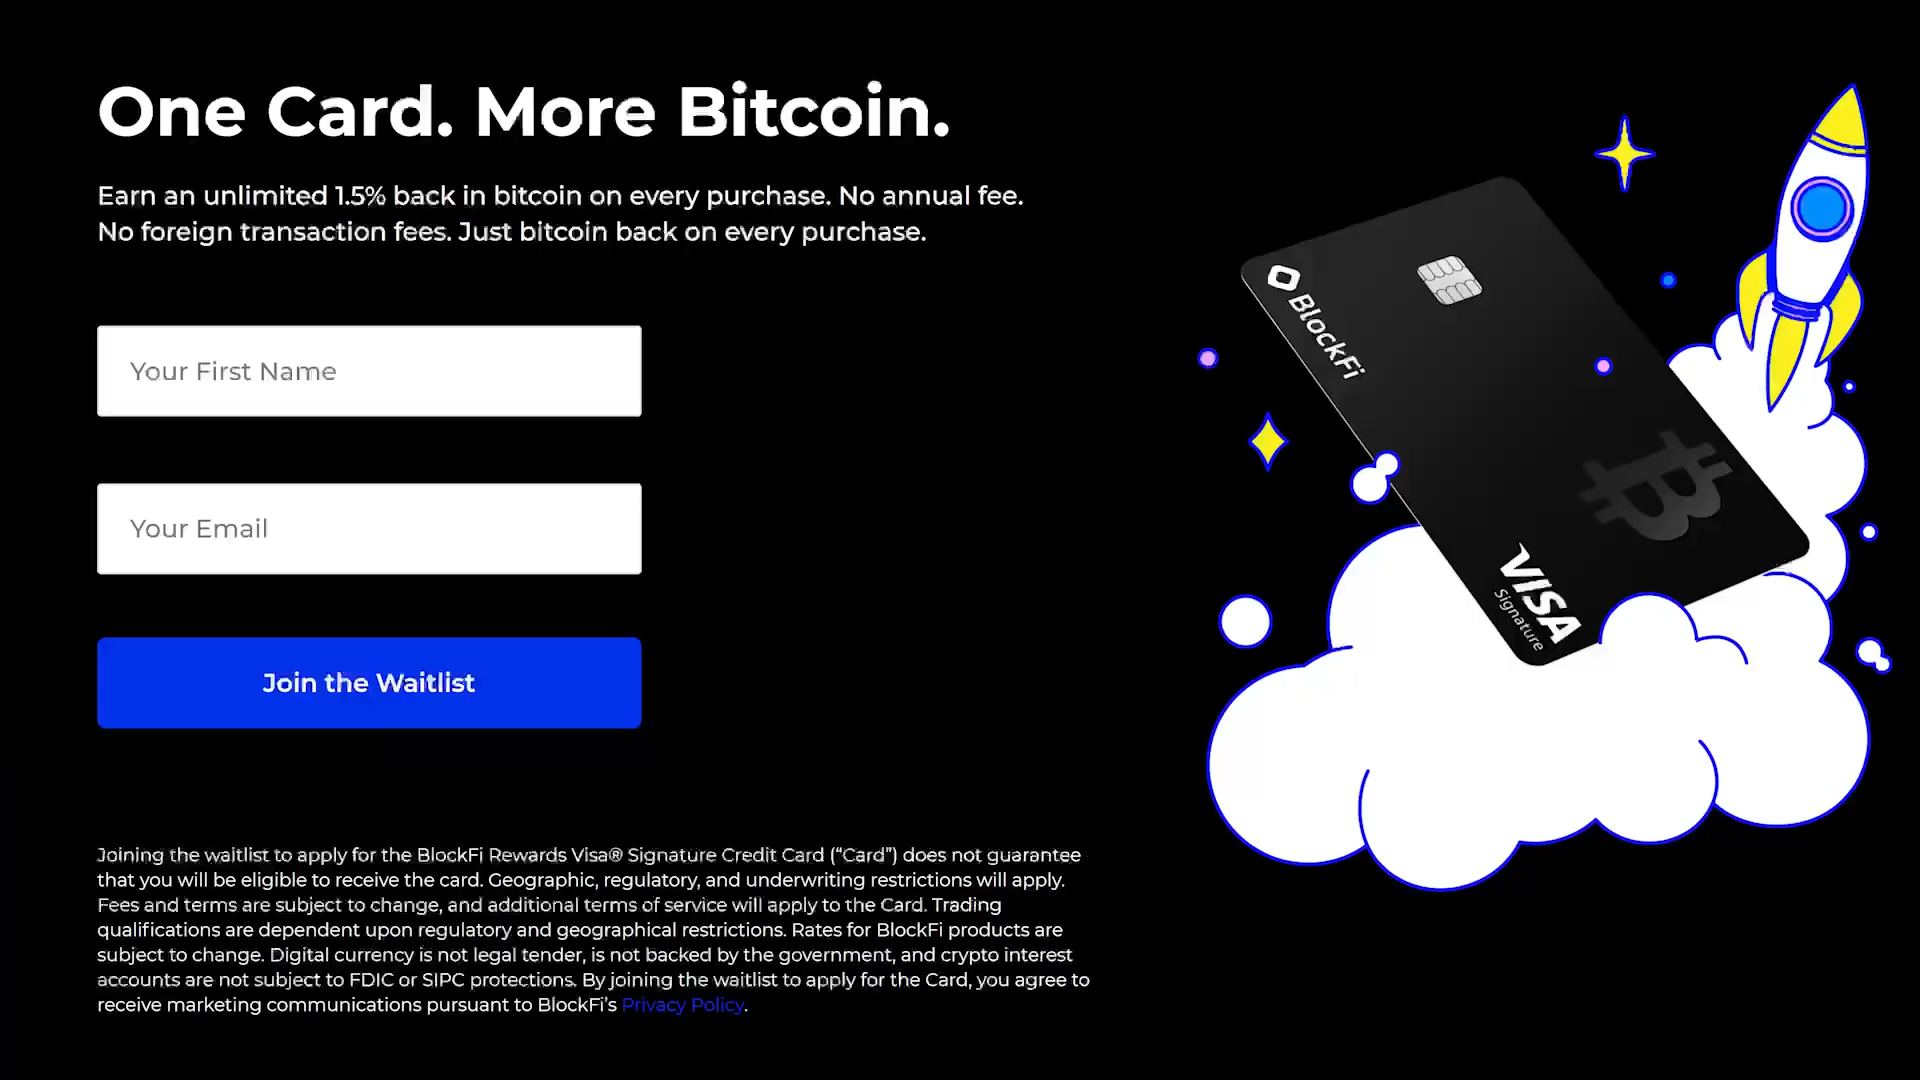 One Card. More Bitcoin.
Earn an unlimited 1.5% back in bitcoin on every purchase. No annual fee.
No foreign transaction fees. Just bitcoin back on every purchase.
Your First Name
Your Email
Join the Waitlist
Joining the waitlist to apply for the BlockFi Rewards Visa® Signature Credit Card (“Card”) does not guarantee
that you will be eligible to receive the card. Geographic, regulatory, and underwriting restrictions will apply.
Fees and terms are subject to change, and additional terms of service will apply to the Card. Trading
qualifications are dependent upon regulatory and geographical restrictions. Rates for BlockFi products are
subject to change. Digital currency is not legal tender, is not backed by the government, and crypto interest
accounts are not subject to FDIC or SIPC protections. By joining the waitlist to apply for the Card, you agree to
receive marketing communications pursuant to BlockFi’s Privacy Policy.
BlockFi
VISA
Signature